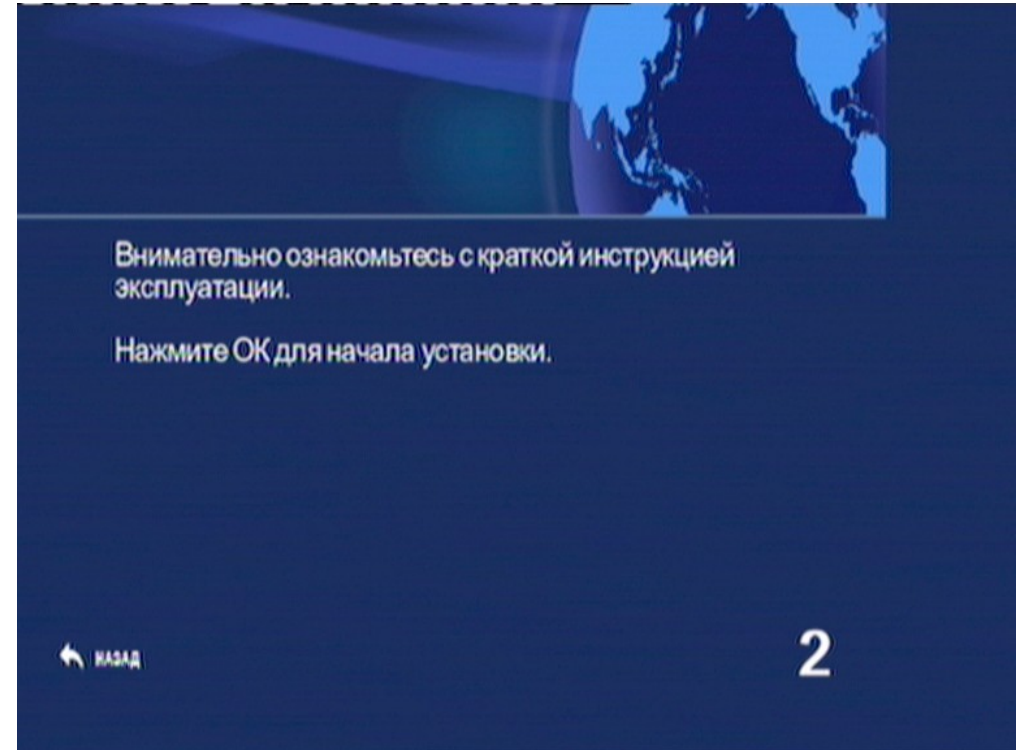 Внимательно ознакомьтесь с краткой инструкцией
эксплуатации.
Нажмите ОК для начала установки.
НАЗАД
2